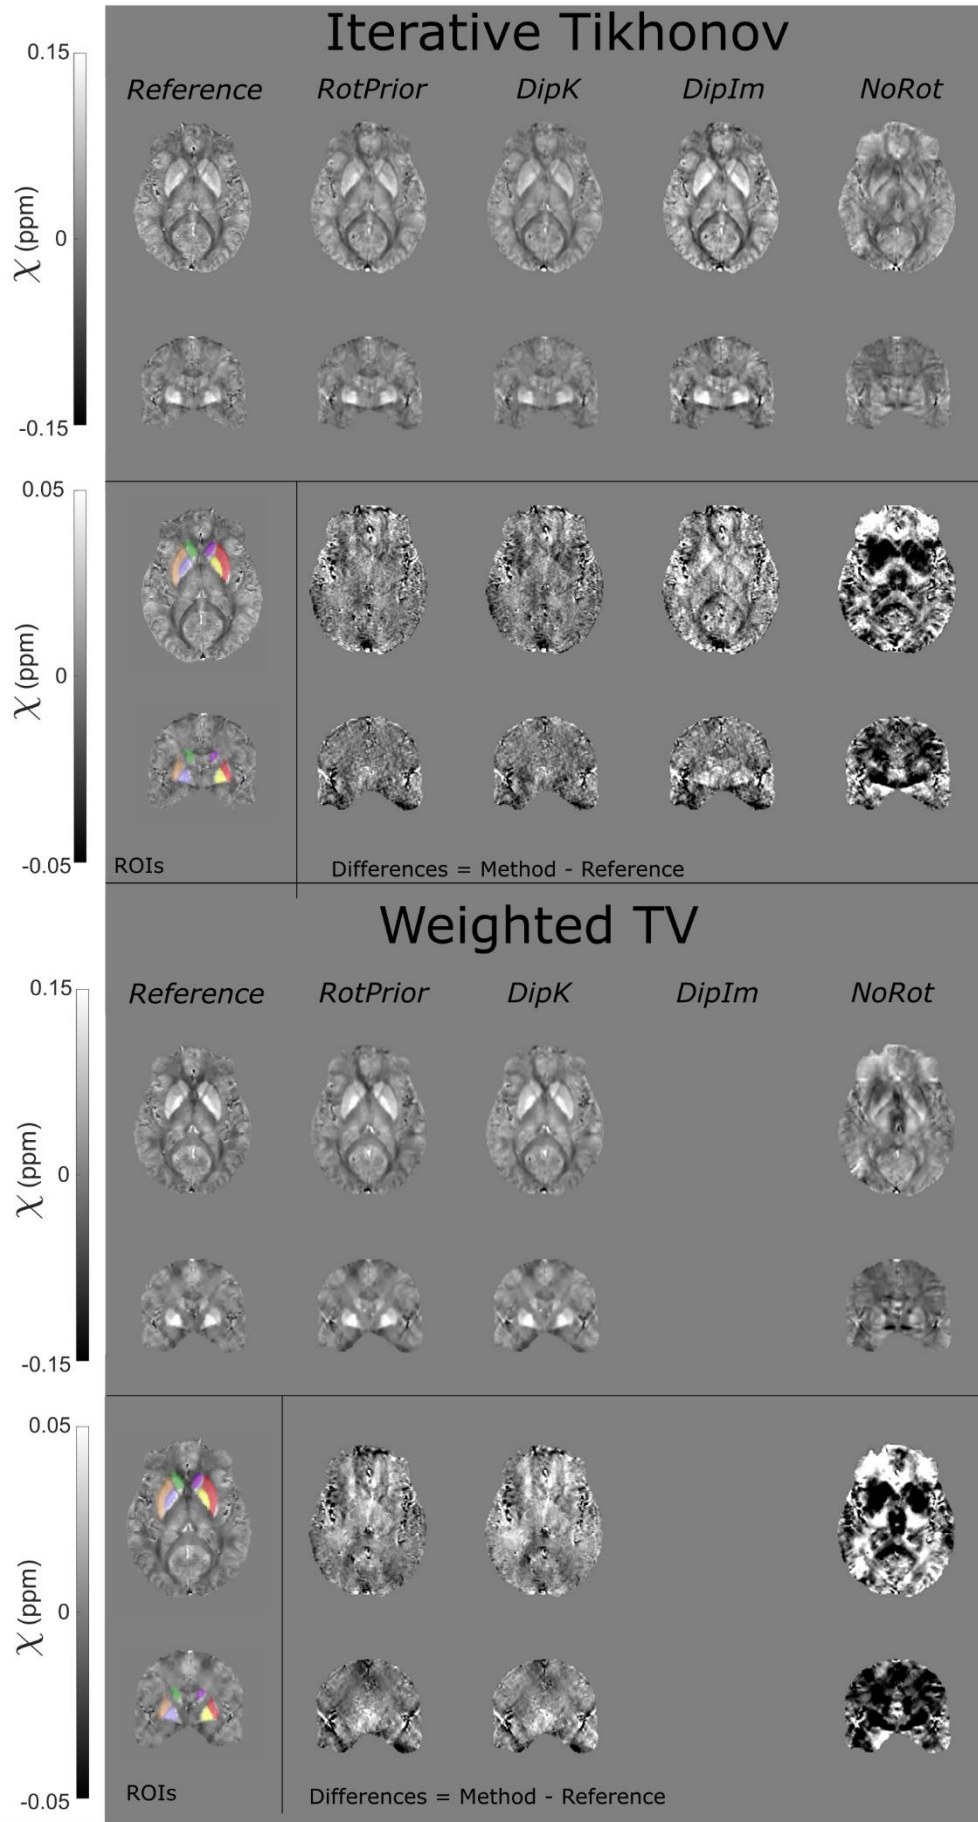 Iterative Tikhonov
0.15
Reference RotPrior DipK DipIm NoRot
χ (ppm)
0
-0.15
0.05
χ (ppm)
0
-0.05
ROIs
Differences = Method - Reference
Weighted TV
0.15
Reference RotPrior DipK DipIm NoRot
χ (ppm)
0
-0.15
0.05
χ (ppm)
0
-0.05
ROIs
Differences = Method - Reference